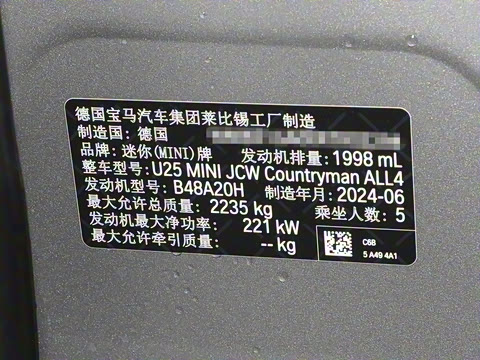 德国宝马汽车集团莱比锡工厂制造
制造国: 德国
品牌: 迷你(MINI)牌 发动机排量: 1998 mL
整车型号: U25 MINI JCW Countryman ALL4
发动机型号: B48A20H 制造年月: 2024-06
最大允许总质量: 2235 kg 乘坐人数: 5
发动机最大净功率: 221 kW
最大允许牵引质量: -- kg
C6B
5 A49 4A1